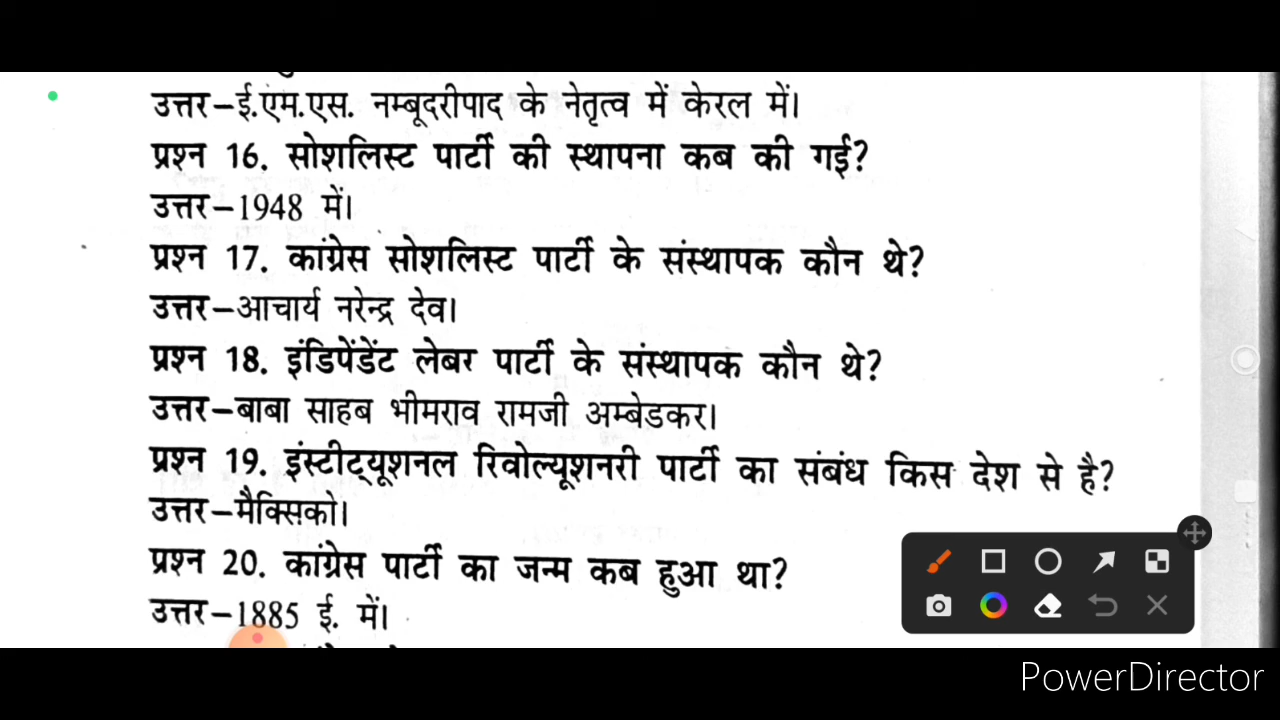 उत्तर–ई.एम.एस. नम्बूदरीपाद के नेतृत्व में केरल में।
प्रश्न 16. सोशलिस्ट पार्टी की स्थापना कब की गई?
उत्तर–1948 में।
प्रश्न 17. कांग्रेस सोशलिस्ट पार्टी के संस्थापक कौन थे?
उत्तर–आचार्य नरेन्द्र देव।
प्रश्न 18. इंडिपेंडेंट लेबर पार्टी के संस्थापक कौन थे?
उत्तर–बाबा साहब भीमराव रामजी अम्बेडकर।
प्रश्न 19. इंस्टीट्यूशनल रिवोल्यूशनरी पार्टी का संबंध किस देश से है?
उत्तर–मैक्सिको।
प्रश्न 20. कांग्रेस पार्टी का जन्म कब हुआ था?
उत्तर–1885 ई. में।
PowerDirector